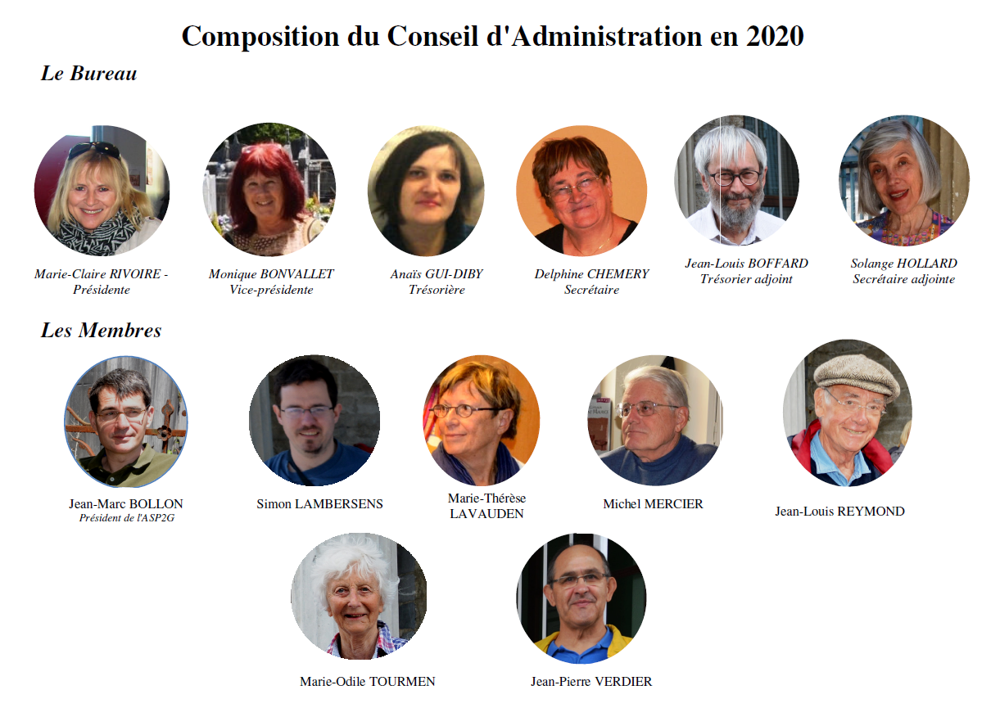 Composition du Conseil d'Administration en 2020
Le Bureau
Marie-Claire RIVOIRE -
Présidente
Monique BONVALLET
Vice-présidente
Anaïs GUI-DIBY
Trésorière
Delphine CHEMERY
Secrétaire
Jean-Louis BOFFARD
Trésorier adjoint
Solange HOLLARD
Secrétaire adjointe
Les Membres
Jean-Marc BOLLON
Président de l'ASP2G
Simon LAMBERSENS
Marie-Thérèse
LAVAUDEN
Michel MERCIER
Jean-Louis REYMOND
Marie-Odile TOURMEN
Jean-Pierre VERDIER